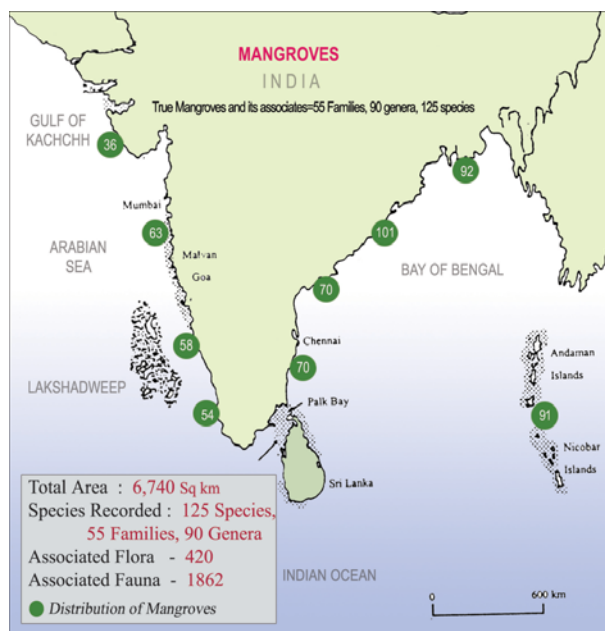 MANGROVES
INDIA
True Mangroves and its associates=55 Families, 90 genera, 125 species
GULF OF
KACHCHH
36
92
Mumbai
63
101
ARABIAN
SEA
Malvan
Goa
BAY OF BENGAL
70
58
Chennai
70
Andaman
Islands
LAKSHADWEEP
54
Palk Bay
91
Nicobar
Islands
Sri Lanka
Total Area : 6,740 Sq km
Species Recorded : 125 Species,
55 Families, 90 Genera
Associated Flora - 420
Associated Fauna - 1862
Distribution of Mangroves
INDIAN OCEAN
0 600 km